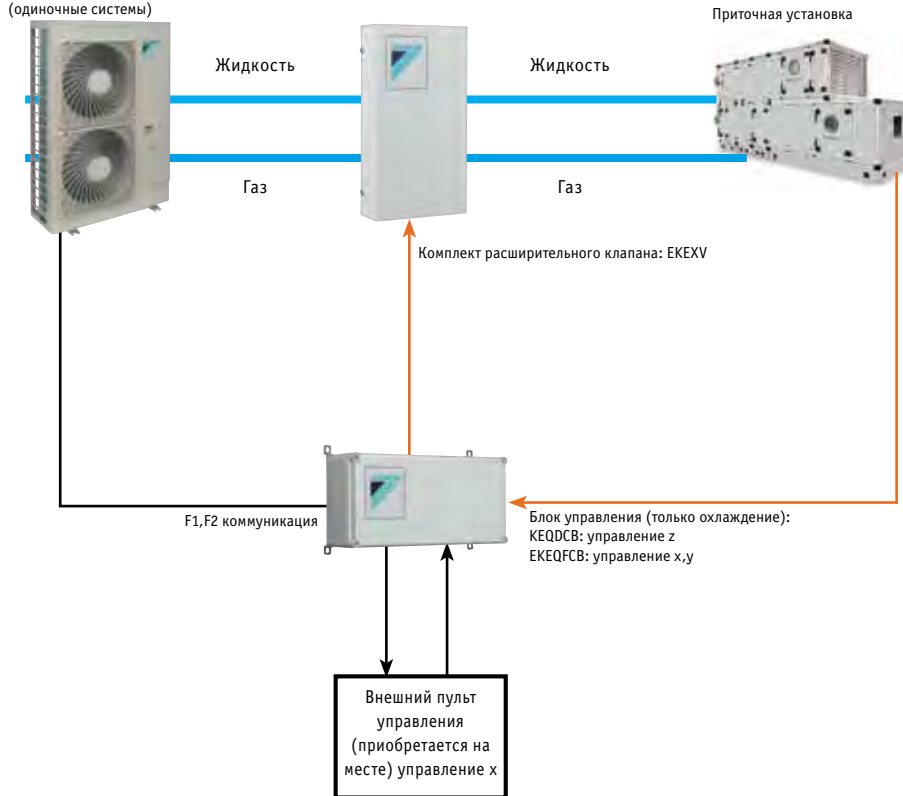 (одиночные системы)
Приточная установка
Жидкость
Жидкость
Газ
Газ
Комплект расширительного клапана: EKEXV
F1,F2 коммуникация
Блок управления (только охлаждение):
KEQDCB: управление z
EKEQFCB: управление x,y
Внешний пульт
управления
(приобретается на
месте) управление x